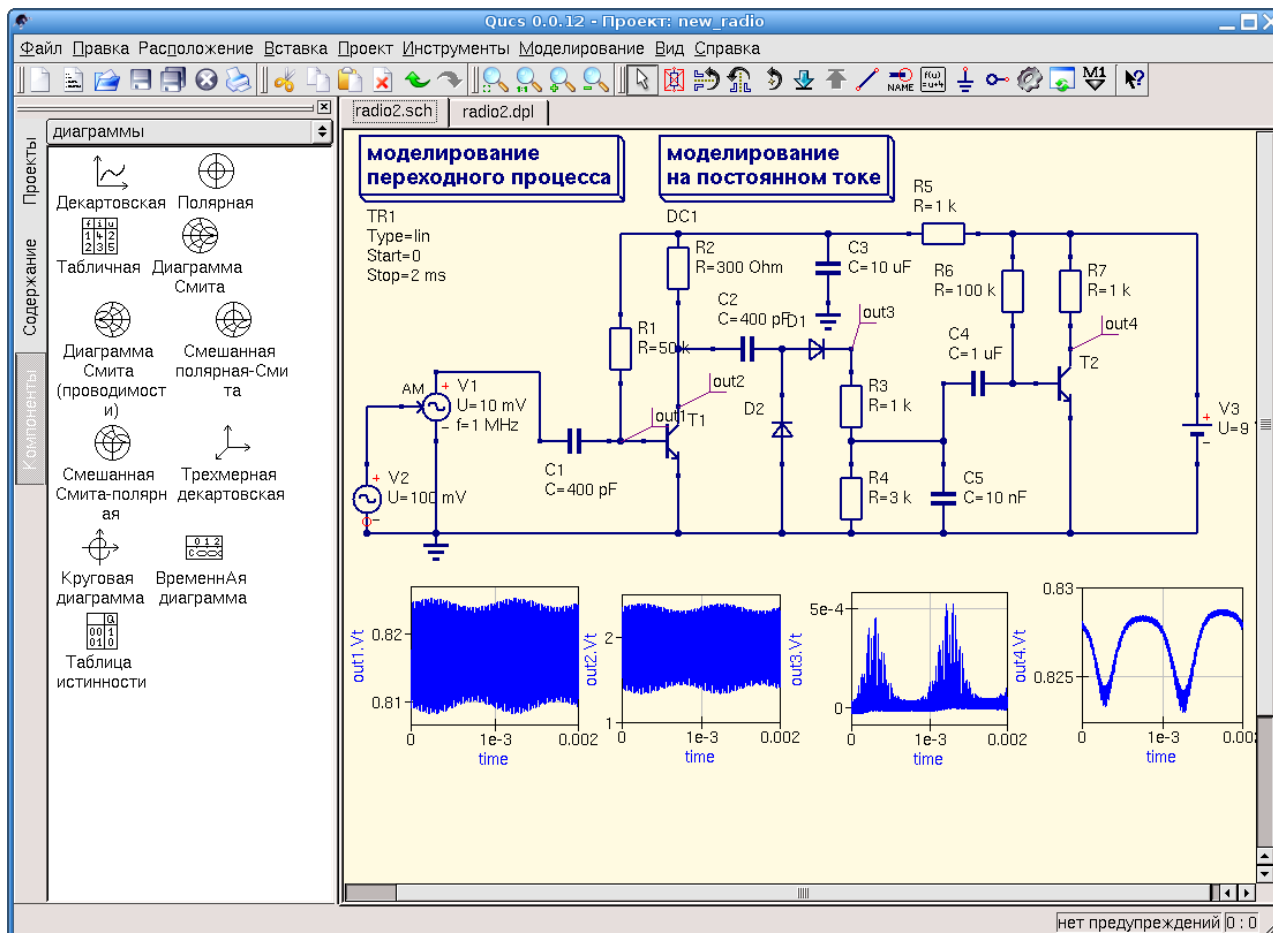 Qucs 0.0.12 - Проект: new_radio
Файл Правка Расположение Вставка Проект Инструменты Моделирование Вид Справка
NAME
f(u)
=u+4
M1
radio2.sch
radio2.dpl
Проекты
Содержание
Компоненты
диаграммы
Декартовская
Полярная
Табличная
Диаграмма
Смита
Диаграмма
Смита
(проводимост
и)
Смешанная
полярная-Сми
та
Смешанная
Смита-полярн
ая
Трехмерная
декартовская
Круговая
диаграмма
ВременнАя
диаграмма
Таблица
истинности
моделирование
переходного процесса
моделирование
на постоянном токе
TR1
Type=lin
Start=0
Stop=2 ms
DC1
R5
R=1 k
R2
R=300 Ohm
C3
C=10 uF
R6
R=100 k
R7
R=1 k
C2
C=400 pF
D1
out3
R1
R=50 k
C4
C=1 uF
out4
T2
AM
V1
U=10 mV
f=1 MHz
out2
out1
T1
D2
R3
R=1 k
V3
U=9
C1
C=400 pF
V2
U=100 mV
R4
R=3 k
C5
C=10 nF
out1.Vt
0.82
0.81
0
1e-3
0.002
time
out2.Vt
2
1
0
1e-3
0.002
time
out3.Vt
5e-4
0
0
1e-3
0.002
time
out4.Vt
0.83
0.825
0
1e-3
0.002
time
нет предупреждений
0 : 0